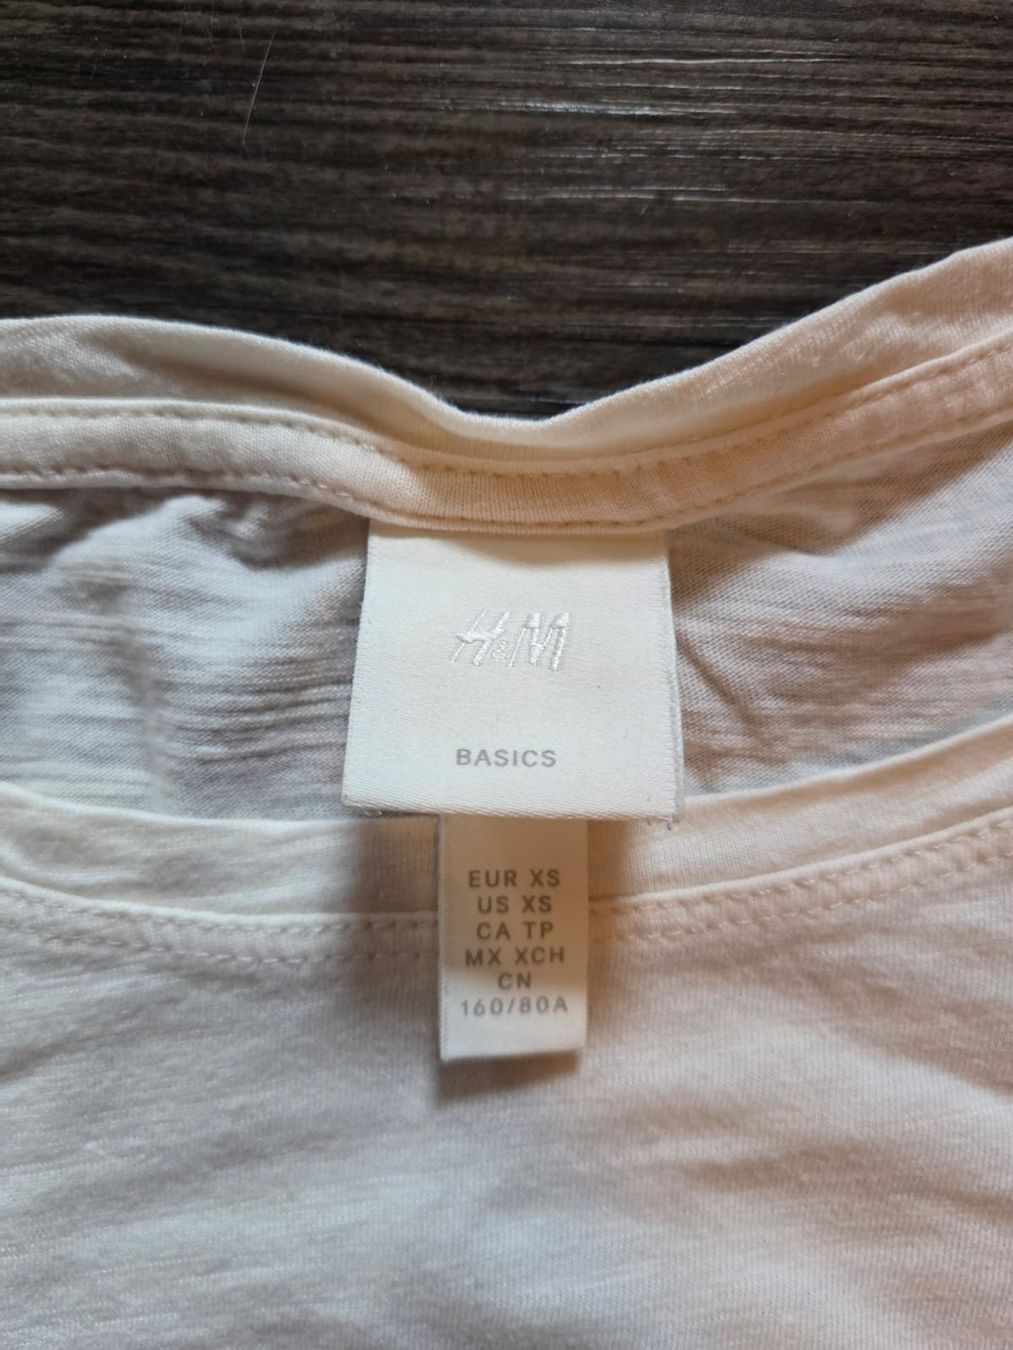 H&M
BASICS
EUR XS
US XS
CA TP
MX XCH
CN
160/80A